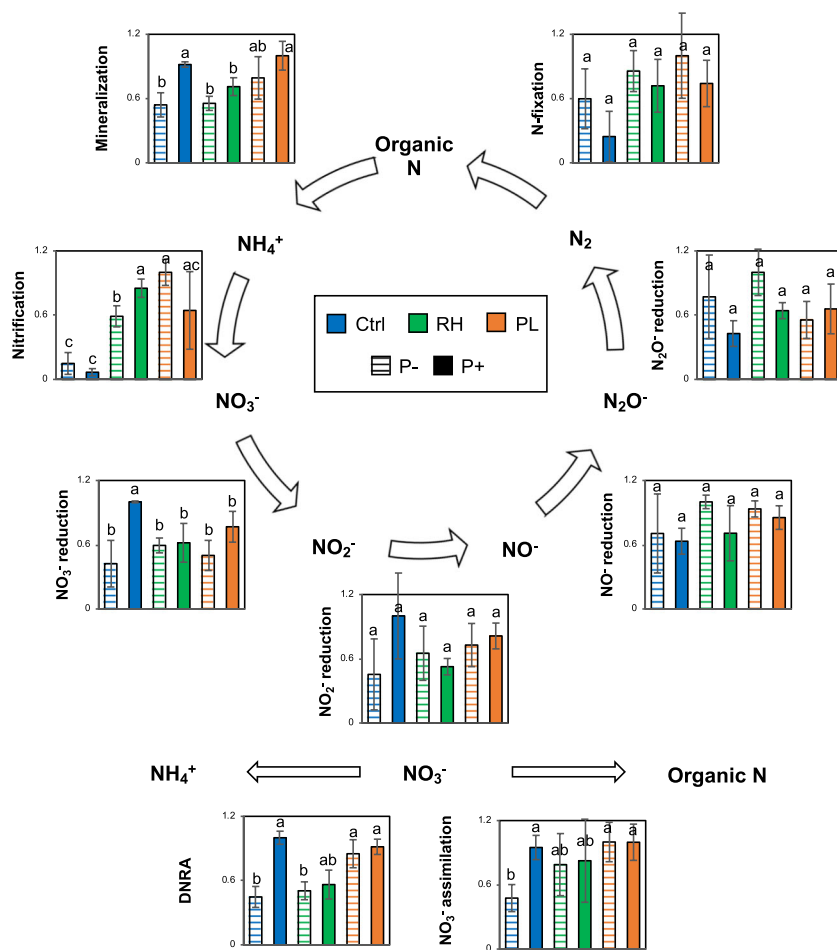 Mineralization
1.2
0.6
0
b a b b ab a
N-fixation
1.2
0.6
0
a a a a a a
Organic
N
NH₄⁺
N₂
Nitrification
1.2
0.6
0
c c b a a ac
N₂O⁻ reduction
1.2
0.6
0
a a a a a a
Ctrl RH PL
P- P+
NO₃⁻
N₂O⁻
NO₃⁻ reduction
1.2
0.6
0
b a b b b b
NO₂⁻
NO⁻
NO⁻ reduction
1.2
0.6
0
a a a a a a
NO₂⁻ reduction
1.2
0.6
0
a a a a a a
NH₄⁺ NO₃⁻ Organic N
DNRA
1.2
0.6
0
b a b ab a a
NO₃⁻ assimilation
1.2
0.6
0
b a ab ab a a